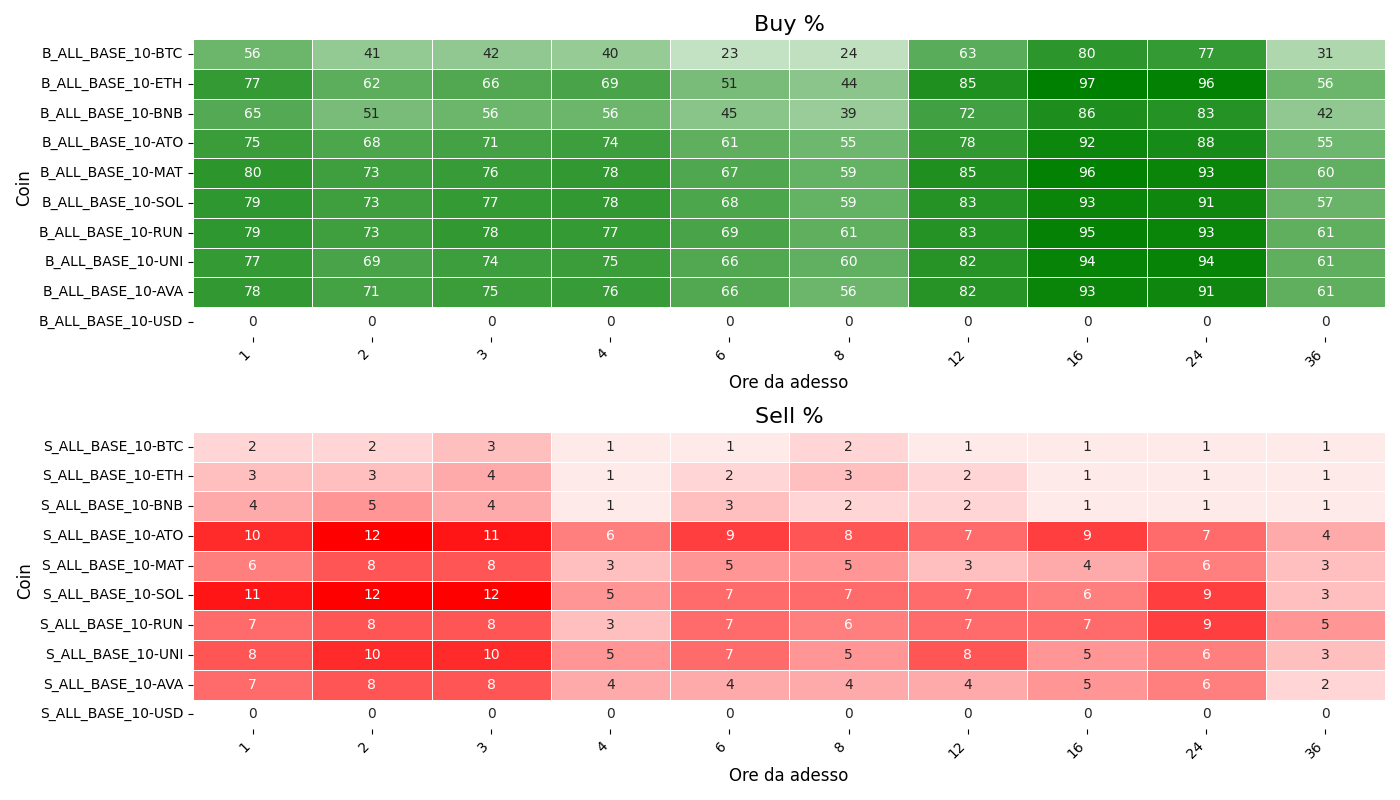 Buy %
Coin
B_ALL_BASE_10-BTC 56 41 42 40 23 24 63 80 77 31
B_ALL_BASE_10-ETH 77 62 66 69 51 44 85 97 96 56
B_ALL_BASE_10-BNB 65 51 56 56 45 39 72 86 83 42
B_ALL_BASE_10-ATO 75 68 71 74 61 55 78 92 88 55
B_ALL_BASE_10-MAT 80 73 76 78 67 59 85 96 93 60
B_ALL_BASE_10-SOL 79 73 77 78 68 59 83 93 91 57
B_ALL_BASE_10-RUN 79 73 78 77 69 61 83 95 93 61
B_ALL_BASE_10-UNI 77 69 74 75 66 60 82 94 94 61
B_ALL_BASE_10-AVA 78 71 75 76 66 56 82 93 91 61
B_ALL_BASE_10-USD 0 0 0 0 0 0 0 0 0 0
1 2 3 4 6 8 12 16 24 36
Ore da adesso
Sell %
Coin
S_ALL_BASE_10-BTC 2 2 3 1 1 2 1 1 1 1
S_ALL_BASE_10-ETH 3 3 4 1 2 3 2 1 1 1
S_ALL_BASE_10-BNB 4 5 4 1 3 2 2 1 1 1
S_ALL_BASE_10-ATO 10 12 11 6 9 8 7 9 7 4
S_ALL_BASE_10-MAT 6 8 8 3 5 5 3 4 6 3
S_ALL_BASE_10-SOL 11 12 12 5 7 7 7 6 9 3
S_ALL_BASE_10-RUN 7 8 8 3 7 6 7 7 9 5
S_ALL_BASE_10-UNI 8 10 10 5 7 5 8 5 6 3
S_ALL_BASE_10-AVA 7 8 8 4 4 4 4 5 6 2
S_ALL_BASE_10-USD 0 0 0 0 0 0 0 0 0 0
1 2 3 4 6 8 12 16 24 36
Ore da adesso